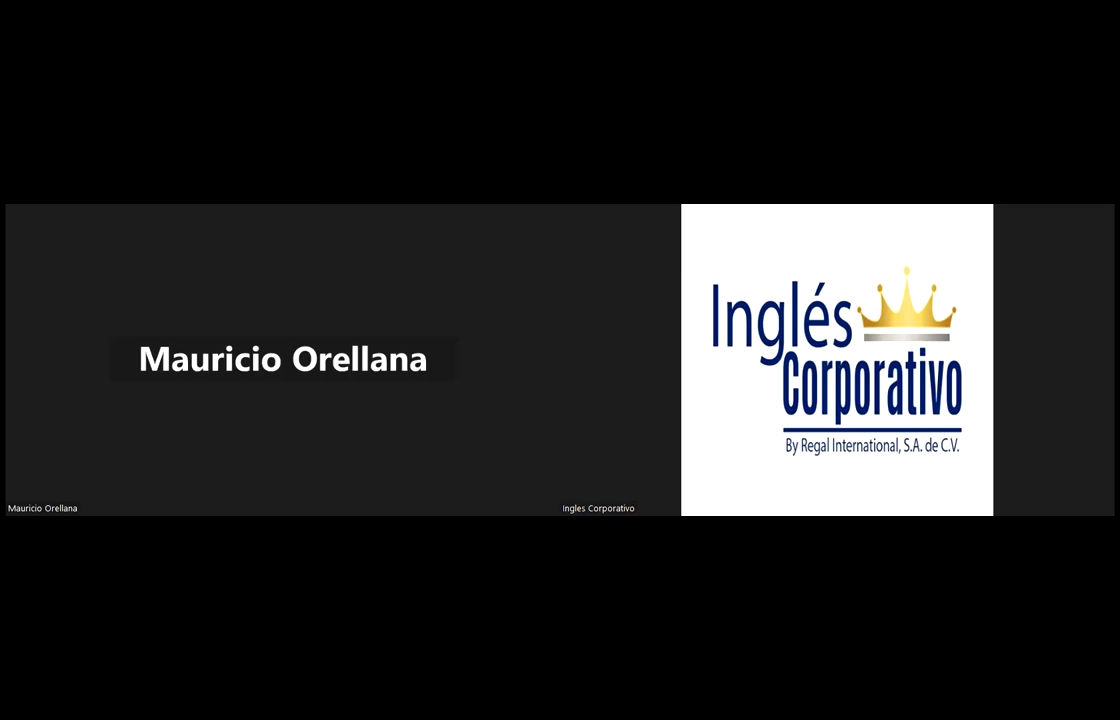 Mauricio Orellana
Mauricio Orellana
Inglés
Corporativo
By Regal International, S.A. de C.V.
Ingles Corporativo